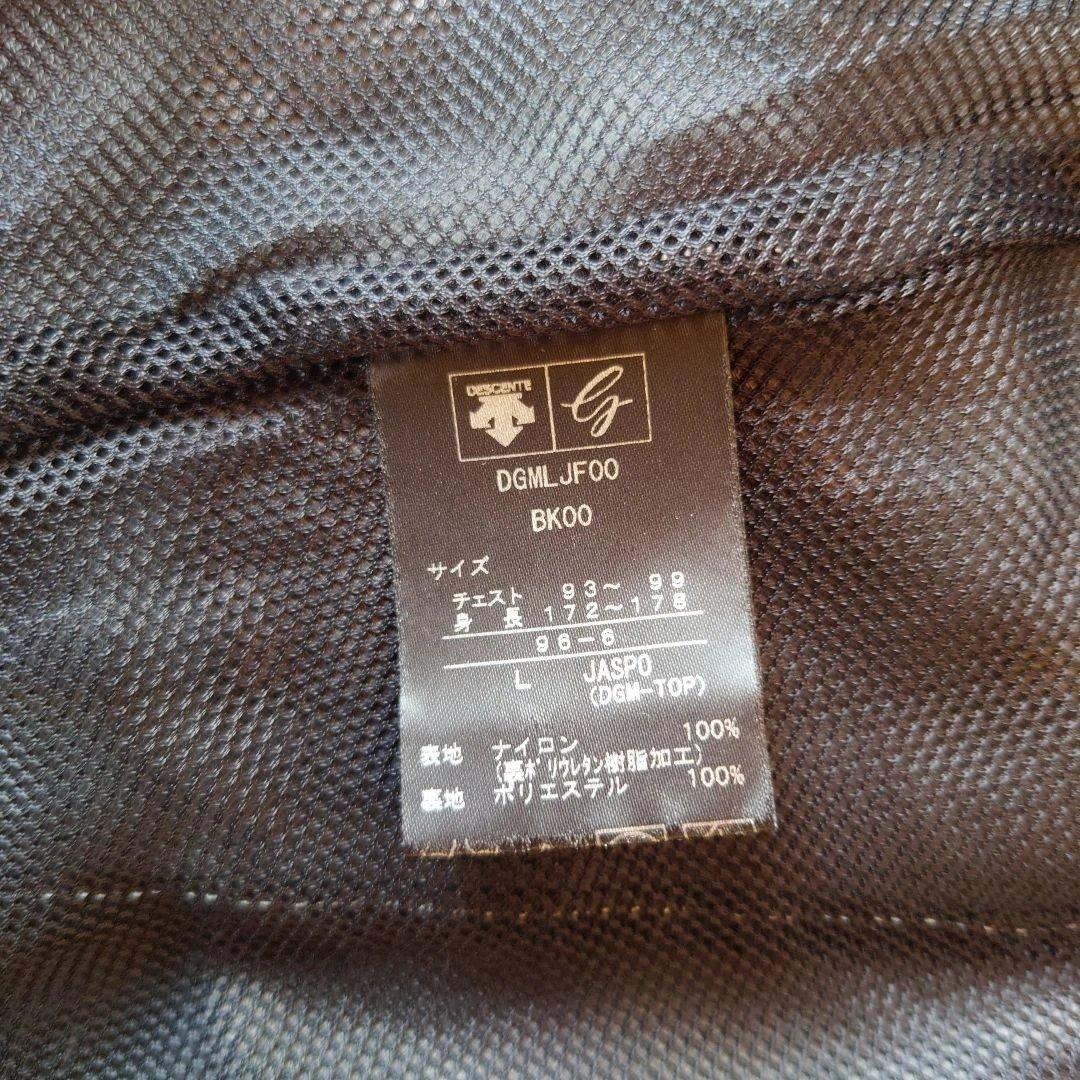 DESCENTE
DGMLJF00
BK00
サイズ
チェスト 93～ 99
身 長 172～178
96-6
L JASPO
(DGM-TOP)
表地 ナイロン 100%
(裏ポリウレタン樹脂加工)
裏地 ポリエステル 100%